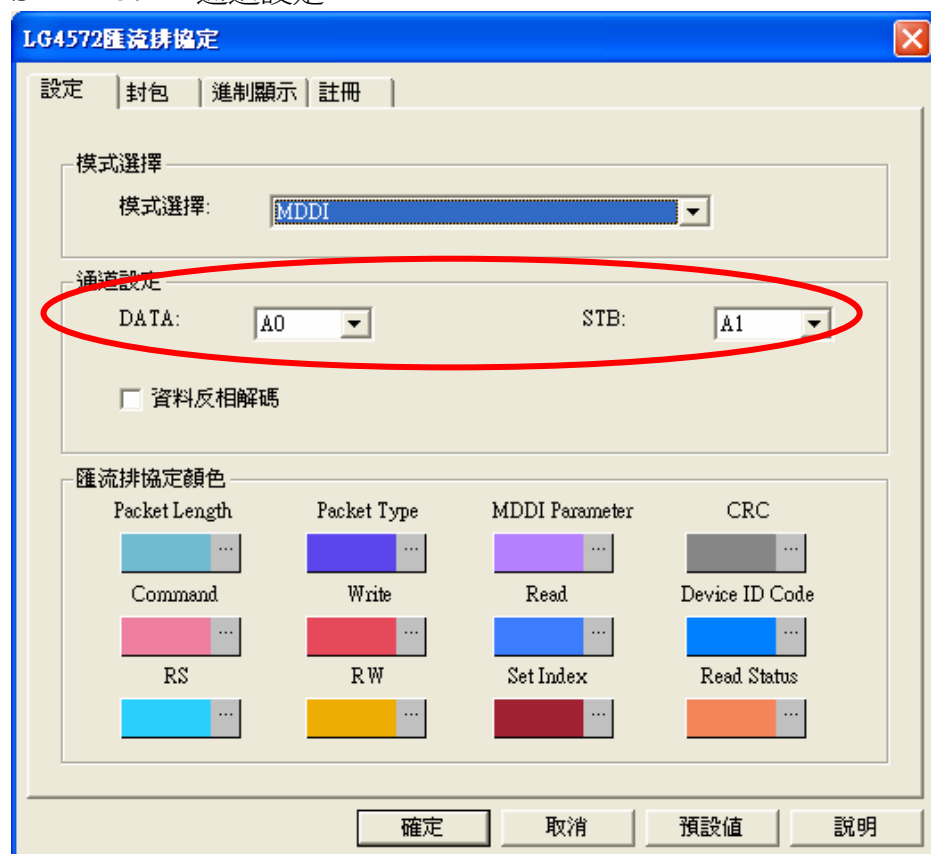 通道設定
LG4572匯流排協定
設定 封包 進制顯示 註冊
模式選擇
模式選擇: MDDI
通道設定
DATA: A0 STB: A1
資料反相解碼
匯流排協定顏色
Packet Length Packet Type MDDI Parameter CRC
Command Write Read Device ID Code
RS RW Set Index Read Status
確定 取消 預設值 說明